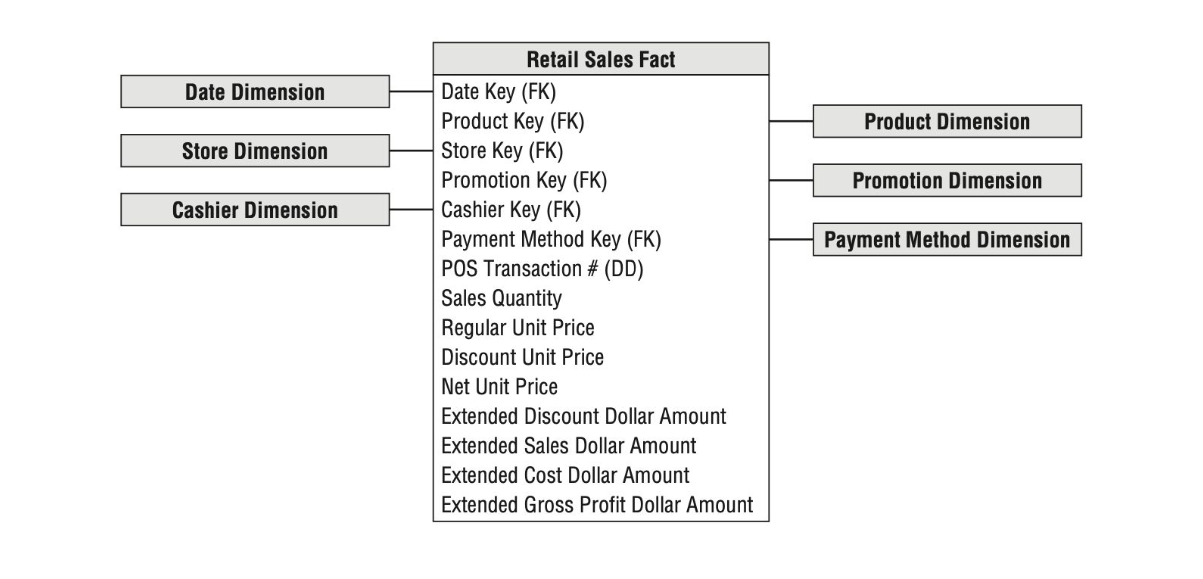 Retail Sales Fact
Date Key (FK)
Product Key (FK)
Store Key (FK)
Promotion Key (FK)
Cashier Key (FK)
Payment Method Key (FK)
POS Transaction # (DD)
Sales Quantity
Regular Unit Price
Discount Unit Price
Net Unit Price
Extended Discount Dollar Amount
Extended Sales Dollar Amount
Extended Cost Dollar Amount
Extended Gross Profit Dollar Amount
Date Dimension
Store Dimension
Cashier Dimension
Product Dimension
Promotion Dimension
Payment Method Dimension